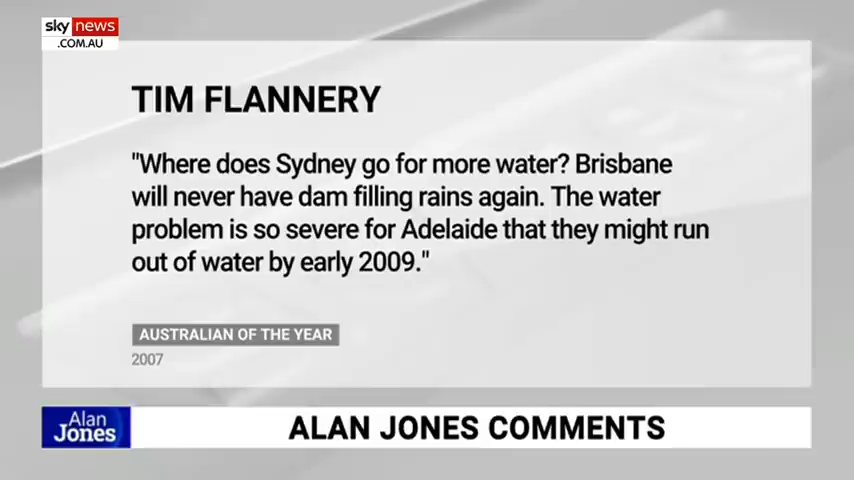 sky news
.COM.AU
TIM FLANNERY
"Where does Sydney go for more water? Brisbane
will never have dam filling rains again. The water
problem is so severe for Adelaide that they might run
out of water by early 2009."
AUSTRALIAN OF THE YEAR
2007
Alan
Jones
ALAN JONES COMMENTS